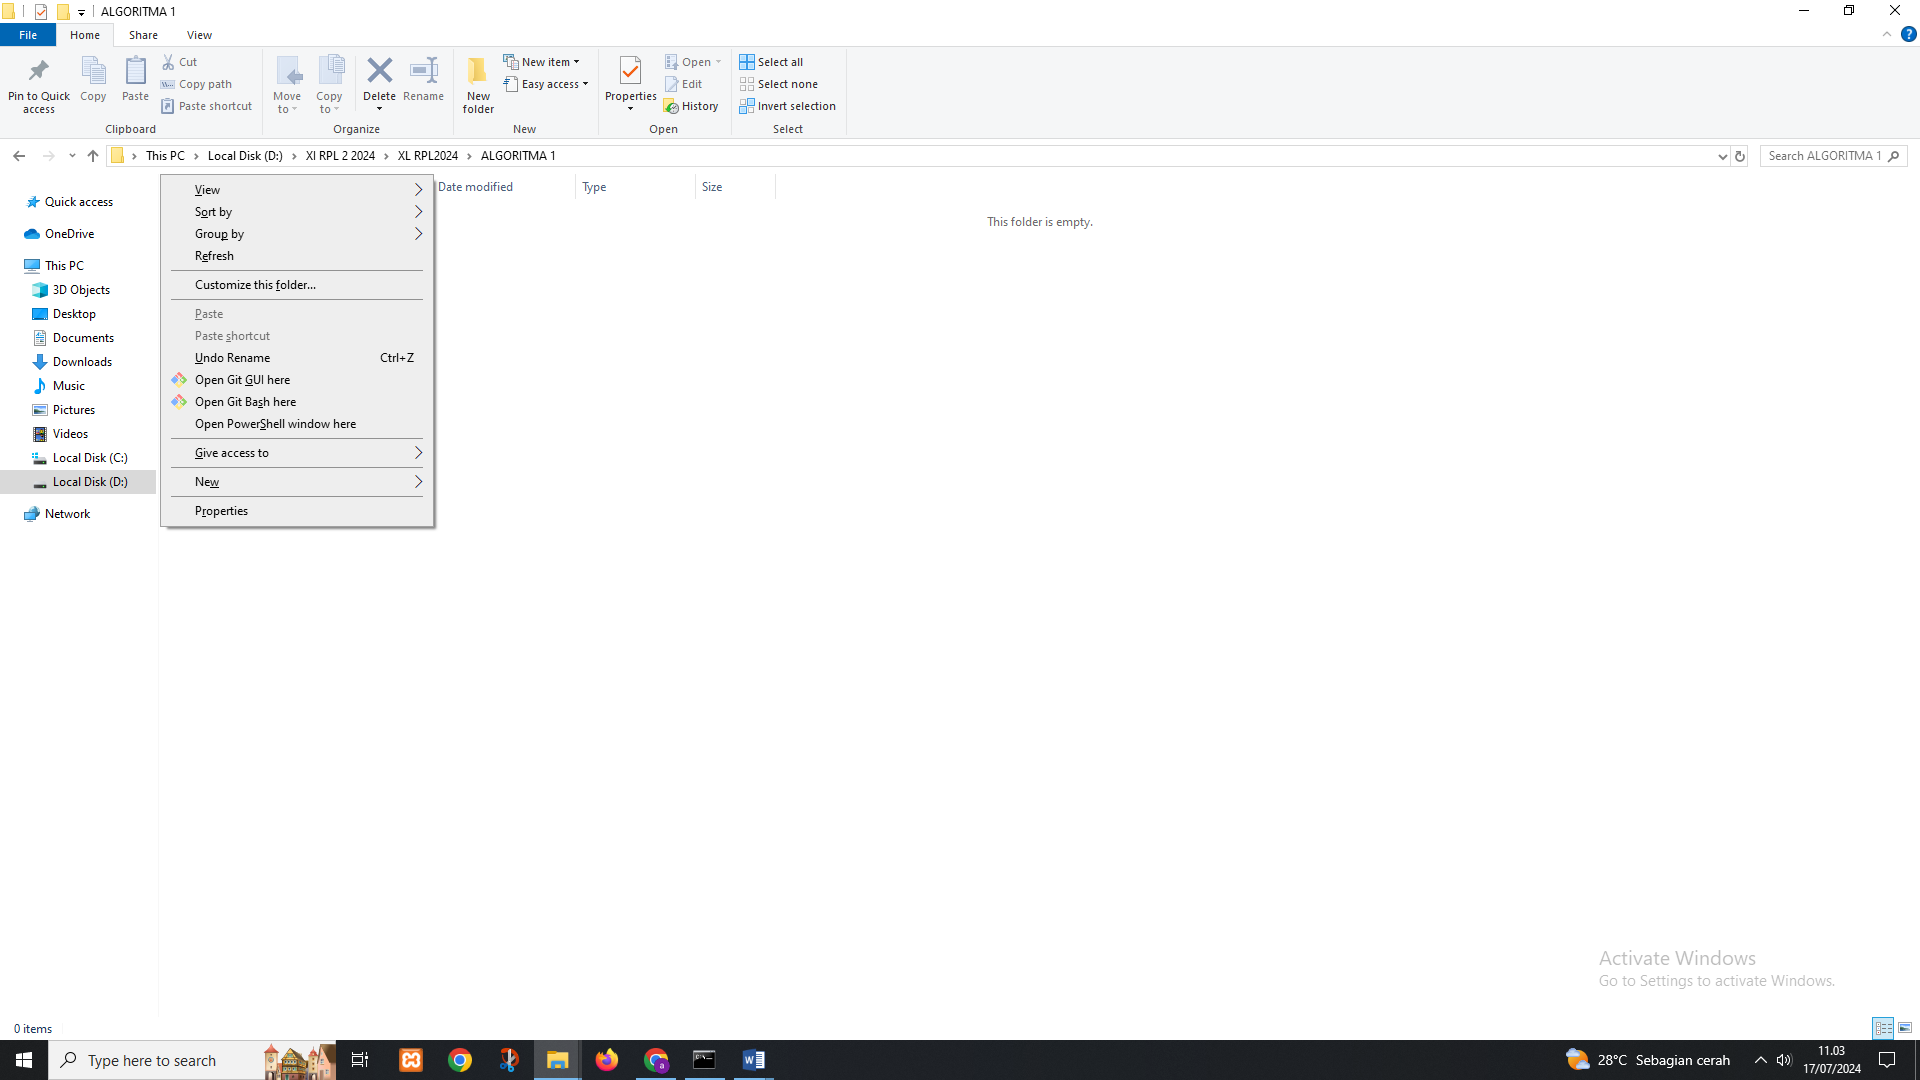 ALGORITMA 1
File Home Share View
Pin to Quick access
Copy
Paste
Cut
Copy path
Paste shortcut
Clipboard
Move to
Copy to
Delete
Rename
Organize
New folder
New item
Easy access
New
Properties
Open
Edit
History
Open
Select all
Select none
Invert selection
Select
This PC > Local Disk (D:) > XI RPL 2 2024 > XL RPL2024 > ALGORITMA 1
Search ALGORITMA 1
Date modified Type Size
This folder is empty.
Quick access
OneDrive
This PC
3D Objects
Desktop
Documents
Downloads
Music
Pictures
Videos
Local Disk (C:)
Local Disk (D:)
Network
View
Sort by
Group by
Refresh
Customize this folder...
Paste
Paste shortcut
Undo Rename Ctrl+Z
Open Git GUI here
Open Git Bash here
Open PowerShell window here
Give access to
New
Properties
Activate Windows
Go to Settings to activate Windows.
0 items
Type here to search
28°C Sebagian cerah
11.03
17/07/2024